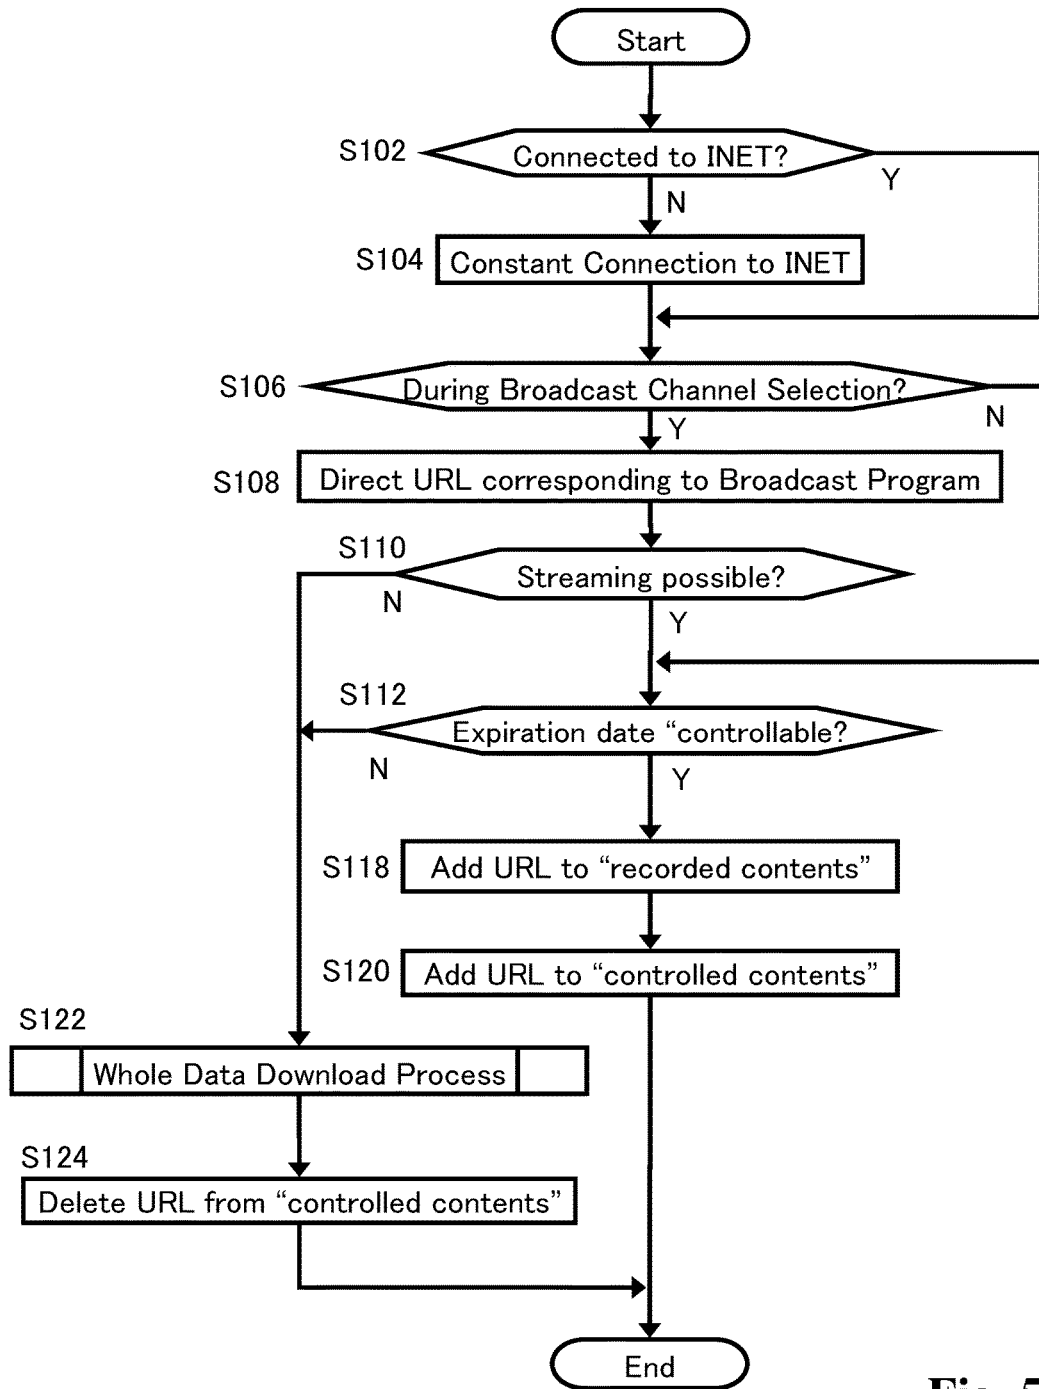 Start
S102
Connected to INET?
Y
N
S104
Constant Connection to INET
S106
During Broadcast Channel Selection?
N
Y
S108
Direct URL corresponding to Broadcast Program
S110
Streaming possible?
N
Y
S112
Expiration date “controllable?
N
Y
S118
Add URL to “recorded contents”
S120
Add URL to “controlled contents”
S122
Whole Data Download Process
S124
Delete URL from “controlled contents”
End